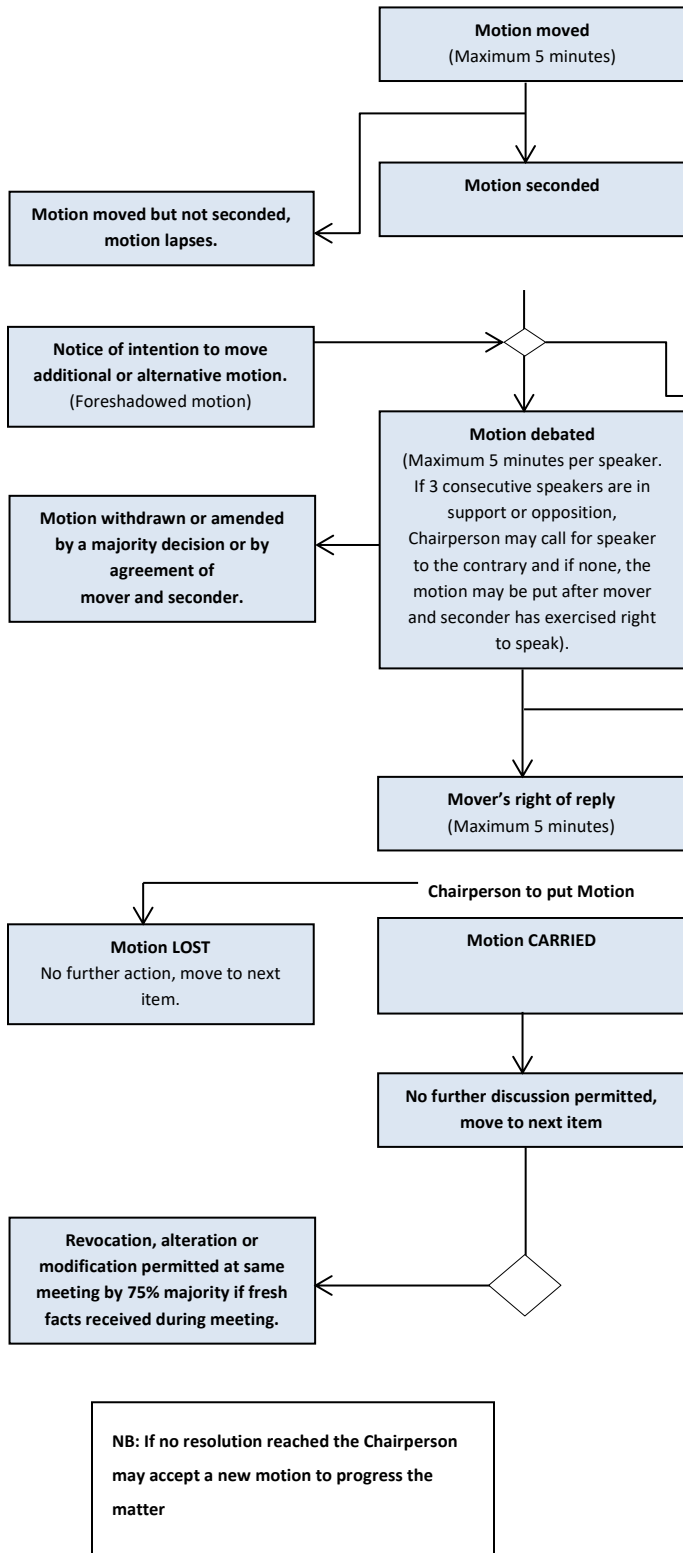 Motion moved
(Maximum 5 minutes)
Motion seconded
Motion moved but not seconded,
motion lapses.
Notice of intention to move
additional or alternative motion.
(Foreshadowed motion)
Motion debated
(Maximum 5 minutes per speaker.
If 3 consecutive speakers are in
support or opposition,
Chairperson may call for speaker
to the contrary and if none, the
motion may be put after mover
and seconder has exercised right
to speak).
Motion withdrawn or amended
by a majority decision or by
agreement of
mover and seconder.
Mover’s right of reply
(Maximum 5 minutes)
Chairperson to put Motion
Motion LOST
No further action, move to next
item.
Motion CARRIED
No further discussion permitted,
move to next item
Revocation, alteration or
modification permitted at same
meeting by 75% majority if fresh
facts received during meeting.
NB: If no resolution reached the Chairperson
may accept a new motion to progress the
matter